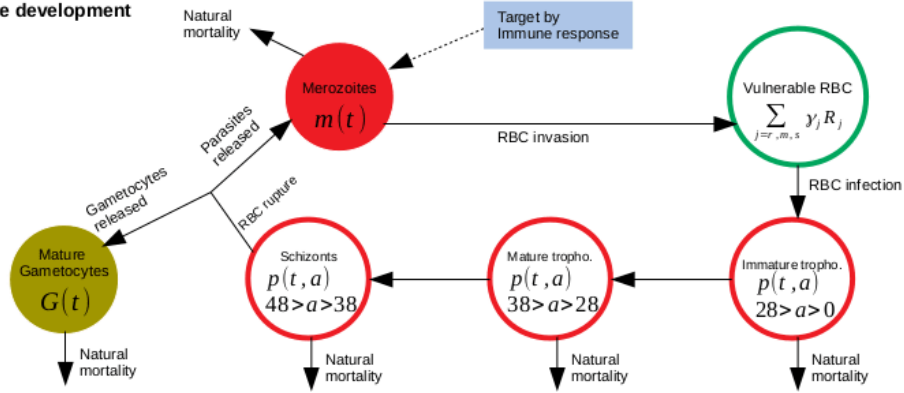 e development
Natural
mortality
Target by
Immune response
Merozoites
m(t)
Vulnerable RBC
∑ γj Rj
j=r,m,s
Parasites
released
RBC invasion
RBC infection
Gametocytes
released
RBC rupture
Mature
Gametocytes
G(t)
Schizonts
p(t,a)
48>a>38
Mature tropho.
p(t,a)
38>a>28
Immature tropho.
p(t,a)
28>a>0
Natural
mortality
Natural
mortality
Natural
mortality
Natural
mortality